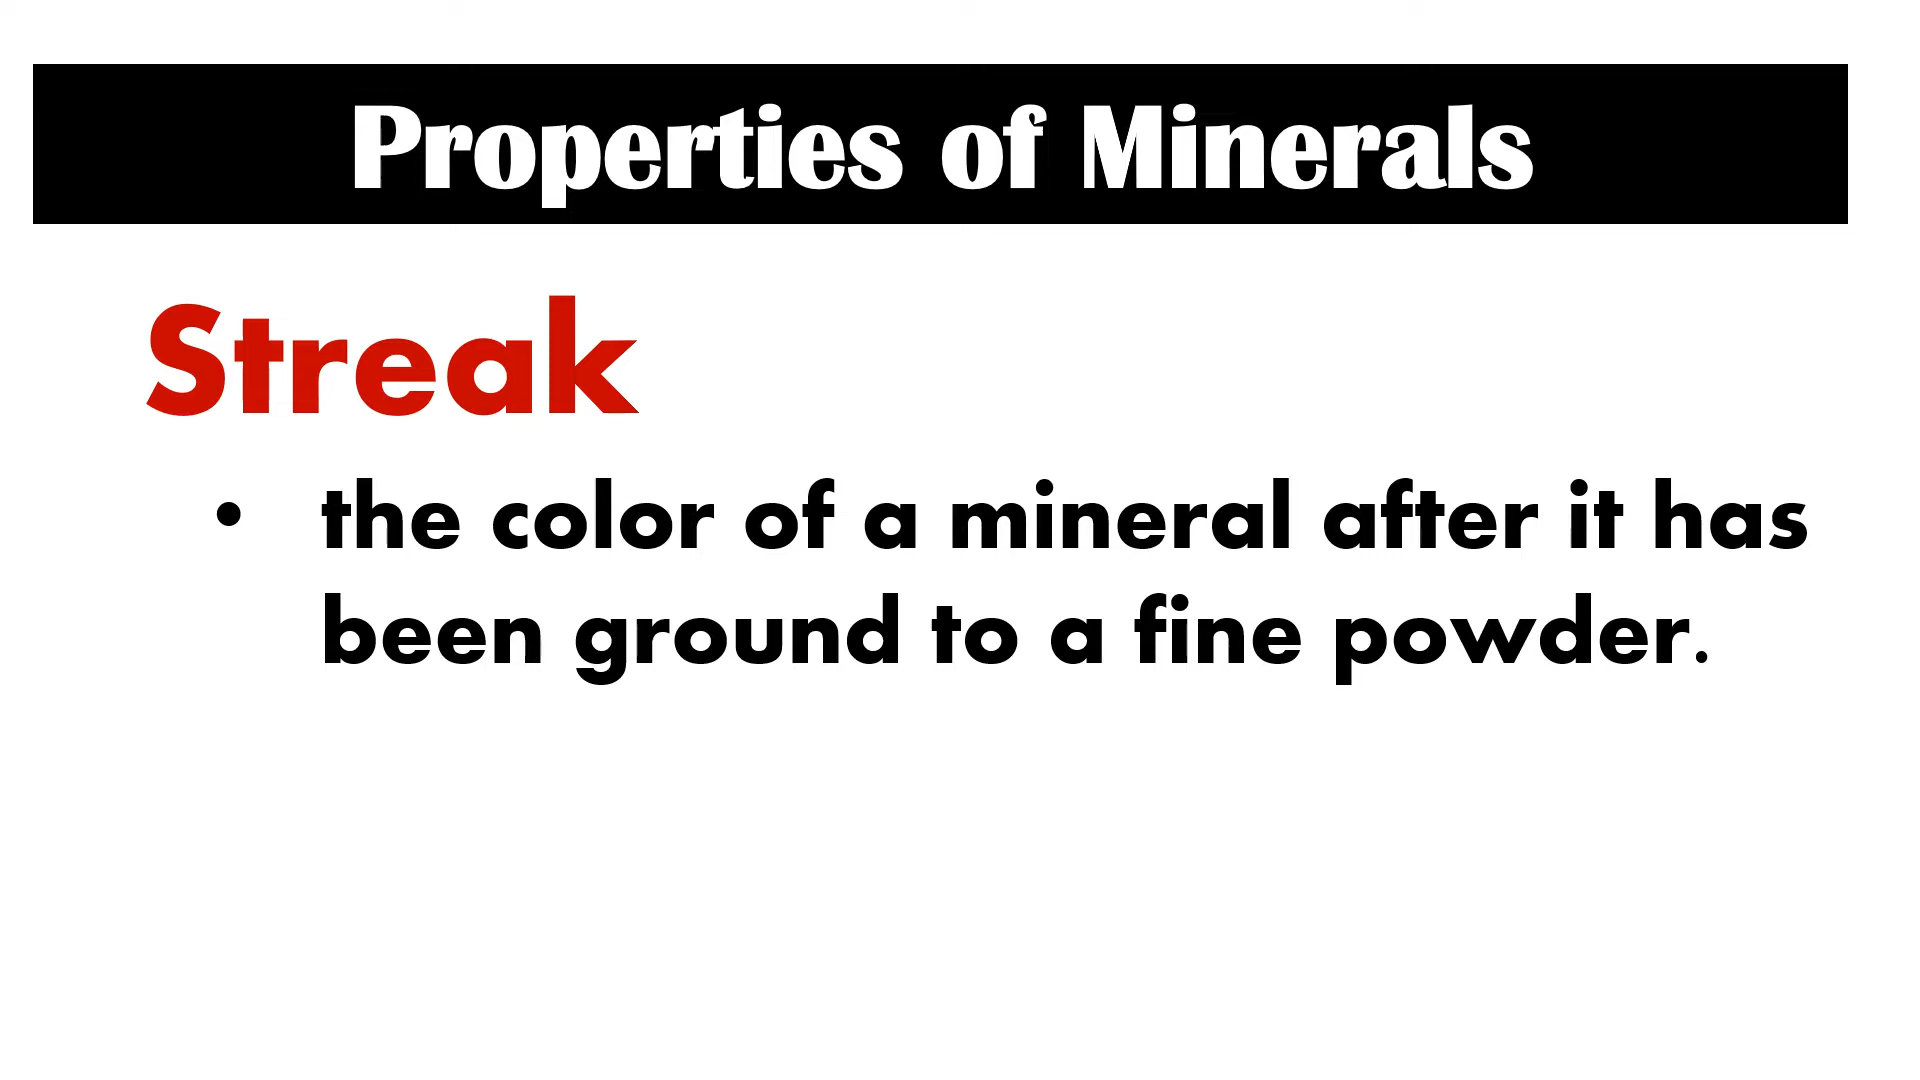 Properties of Minerals
Streak
• the color of a mineral after it has
been ground to a fine powder.